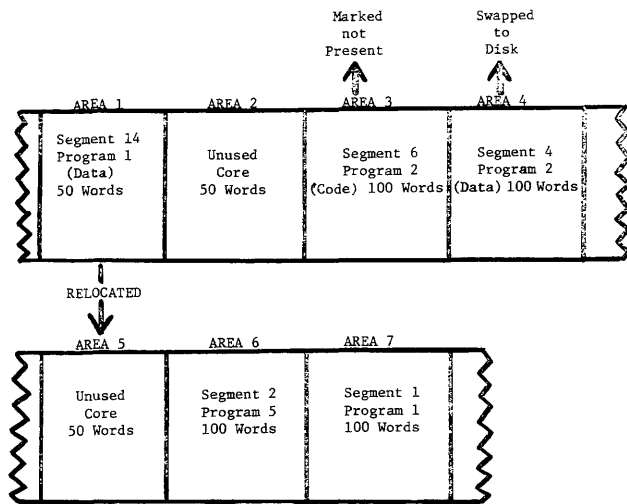 Marked
not
Present
Swapped
to
Disk
AREA 1
AREA 2
AREA 3
AREA 4
Segment 14
Program 1
(Data)
50 Words
Unused
Core
50 Words
Segment 6
Program 2
(Code) 100 Words
Segment 4
Program 2
(Data) 100 Words
RELOCATED
AREA 5
AREA 6
AREA 7
Unused
Core
50 Words
Segment 2
Program 5
100 Words
Segment 1
Program 1
100 Words